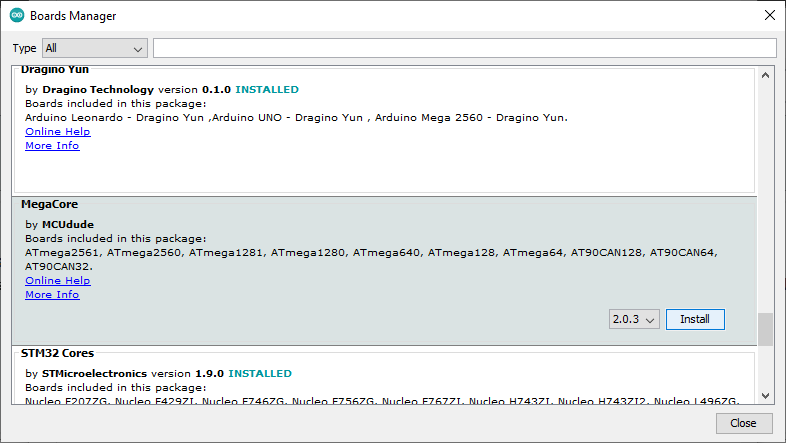 Boards Manager
Type All
Dragino Yun
by Dragino Technology version 0.1.0 INSTALLED
Boards included in this package:
Arduino Leonardo - Dragino Yun ,Arduino UNO - Dragino Yun , Arduino Mega 2560 - Dragino Yun.
Online Help
More Info
MegaCore
by MCUdude
Boards included in this package:
ATmega2561, ATmega2560, ATmega1281, ATmega1280, ATmega640, ATmega128, ATmega64, AT90CAN128, AT90CAN64,
AT90CAN32.
Online Help
More Info
2.0.3 Install
STM32 Cores
by STMicroelectronics version 1.9.0 INSTALLED
Boards included in this package:
Nucleo F207ZG, Nucleo F429ZI, Nucleo F746ZG, Nucleo F756ZG, Nucleo F767ZI, Nucleo H743ZI, Nucleo H743ZI2, Nucleo L496ZG,
Close